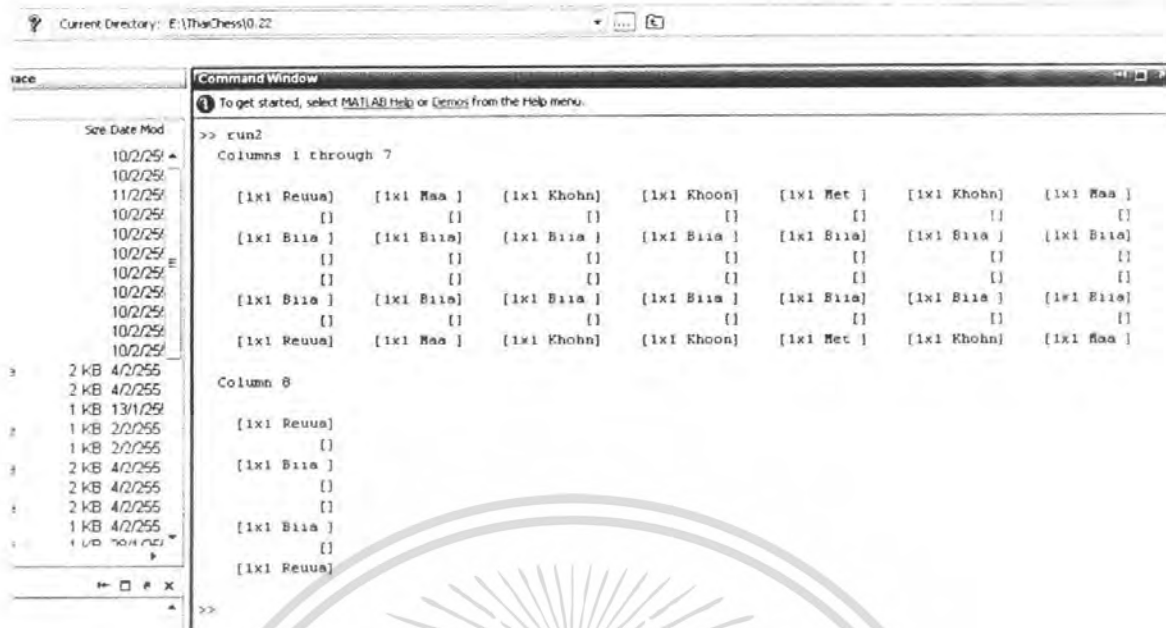 Current Directory: E:\ThaiChess\0.22
ace
Command Window
To get started, select MATLAB Help or Demos from the Help menu.
Size Date Mod
10/2/25
10/2/25
11/2/25
10/2/25
10/2/25
10/2/25
10/2/25
10/2/25
10/2/25
10/2/25
10/2/25
2 KB 4/2/255
2 KB 4/2/255
1 KB 13/1/25
1 KB 2/2/255
1 KB 2/2/255
2 KB 4/2/255
2 KB 4/2/255
2 KB 4/2/255
1 KB 4/2/255
>> run2
Columns 1 through 7
[1x1 Reuua] [1x1 Maa ] [1x1 Khohn] [1x1 Khoon] [1x1 Met ] [1x1 Khohn] [1x1 Maa ]
[] [] [] [] [] [] []
[1x1 Biia ] [1x1 Biia] [1x1 Biia ] [1x1 Biia ] [1x1 Biia] [1x1 Biia ] [1x1 Biia]
[] [] [] [] [] [] []
[] [] [] [] [] [] []
[1x1 Biia ] [1x1 Biia] [1x1 Biia ] [1x1 Biia ] [1x1 Biia] [1x1 Biia ] [1x1 Biia]
[] [] [] [] [] [] []
[1x1 Reuua] [1x1 Maa ] [1x1 Khohn] [1x1 Khoon] [1x1 Met ] [1x1 Khohn] [1x1 Maa ]
Column 8
[1x1 Reuua]
[]
[1x1 Biia ]
[]
[]
[1x1 Biia ]
[]
[1x1 Reuua]
>>